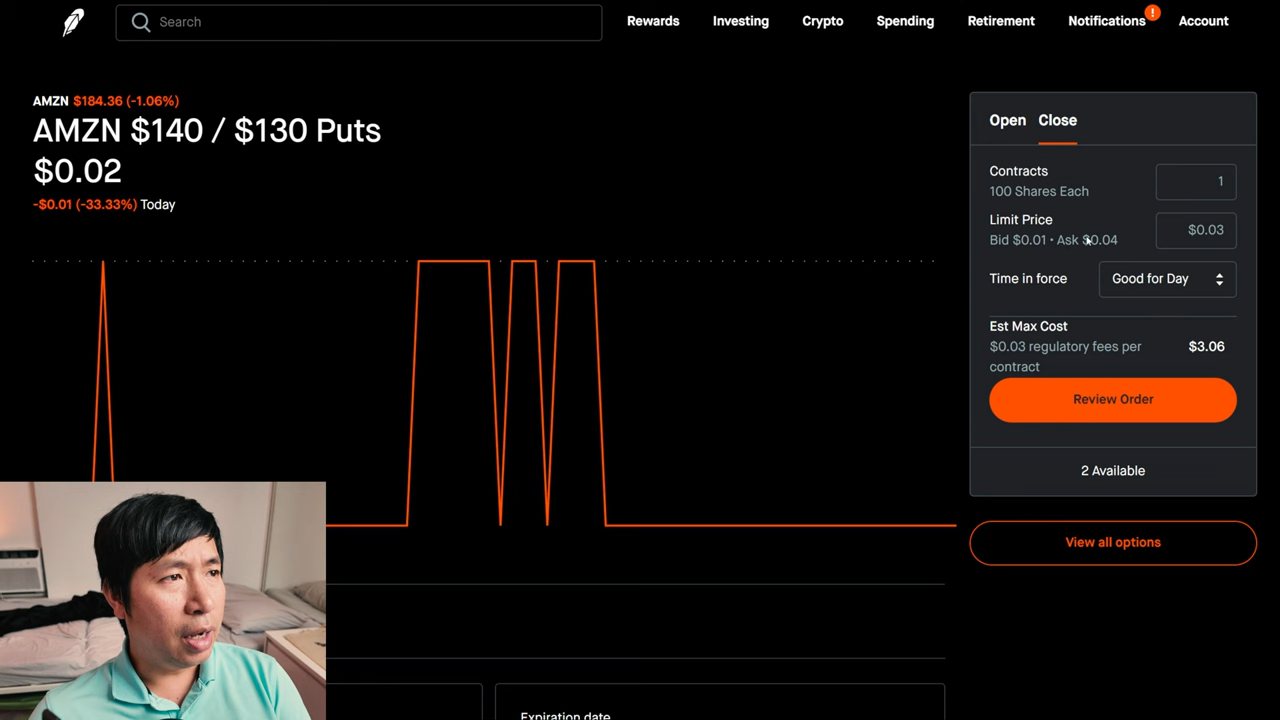 Search
Rewards
Investing
Crypto
Spending
Retirement
Notifications
!
Account
AMZN $184.36 (-1.06%)
AMZN $140 / $130 Puts
$0.02
-$0.01 (-33.33%) Today
Open Close
Contracts
100 Shares Each
1
Limit Price
Bid $0.01 • Ask $0.04
$0.03
Time in force
Good for Day
Est Max Cost
$0.03 regulatory fees per
contract
$3.06
Review Order
2 Available
View all options
Expiration date